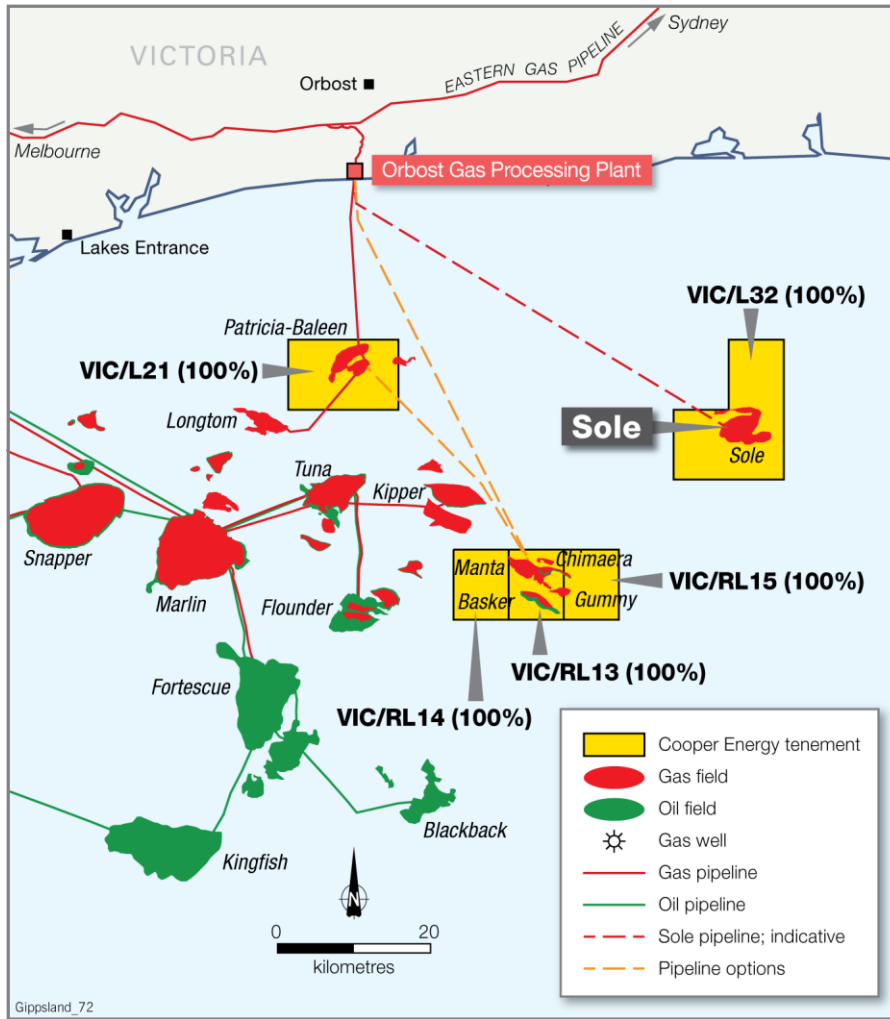 Sydney
VICTORIA
EASTERN GAS PIPELINE
Orbost
Melbourne
Orbost Gas Processing Plant
Lakes Entrance
VIC/L32 (100%)
Patricia-Baleen
VIC/L21 (100%)
Longtom
Sole
Sole
Tuna
Kipper
Snapper
Marlin
Flounder
Manta
Chimaera
VIC/RL15 (100%)
Basker
Gummy
VIC/RL13 (100%)
Fortescue
VIC/RL14 (100%)
Blackback
Kingfish
N
0
20
kilometres
Cooper Energy tenement
Gas field
Oil field
Gas well
Gas pipeline
Oil pipeline
Sole pipeline; indicative
Pipeline options
Gippsland_72